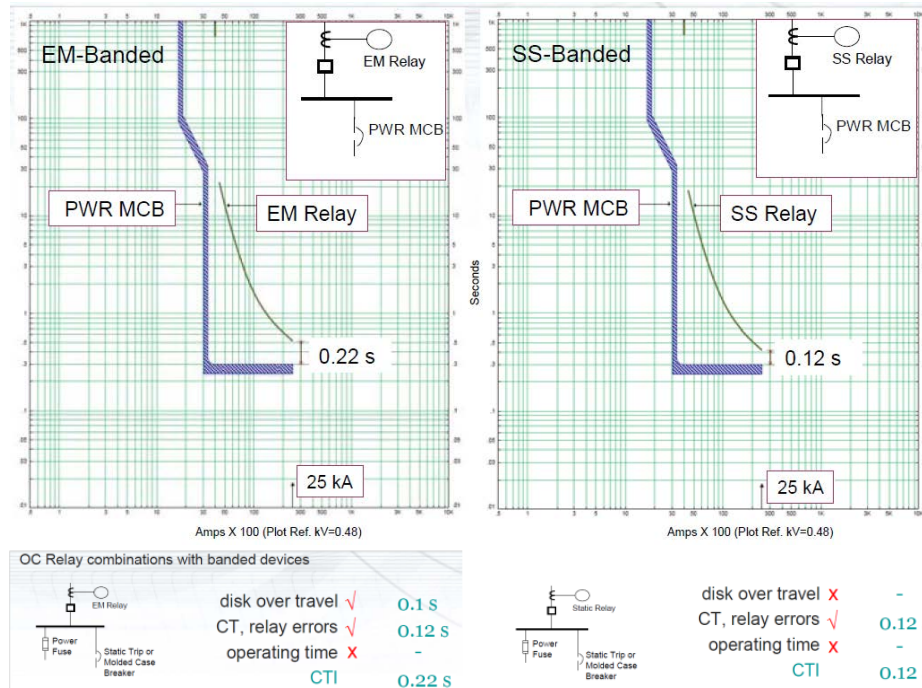 EM-Banded
EM Relay
PWR MCB
PWR MCB
EM Relay
0.22 s
25 kA
Amps X 100 (Plot Ref. kV=0.48)
SS-Banded
SS Relay
PWR MCB
PWR MCB
SS Relay
Seconds
0.12 s
25 kA
Amps X 100 (Plot Ref. kV=0.48)
OC Relay combinations with banded devices
EM Relay
Power
Fuse
Static Trip or
Molded Case
Breaker
disk over travel √ 0.1 s
CT, relay errors √ 0.12 s
operating time x -
CTI 0.22 s
Static Relay
Power
Fuse
Static Trip or
Molded Case
Breaker
disk over travel x -
CT, relay errors √ 0.12
operating time x -
CTI 0.12